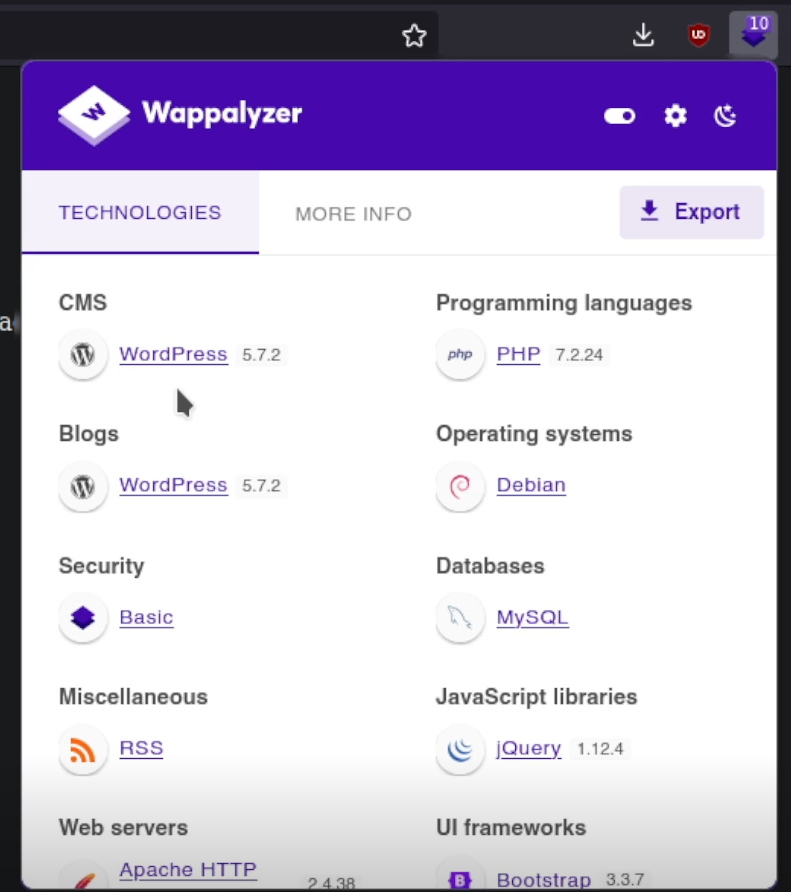 10
Wappalyzer
TECHNOLOGIES
MORE INFO
Export
CMS
WordPress 5.7.2
Programming languages
php PHP 7.2.24
Blogs
WordPress 5.7.2
Operating systems
Debian
Security
Basic
Databases
MySQL
Miscellaneous
RSS
JavaScript libraries
jQuery 1.12.4
Web servers
Apache HTTP 2.4.38
UI frameworks
B Bootstrap 3.3.7